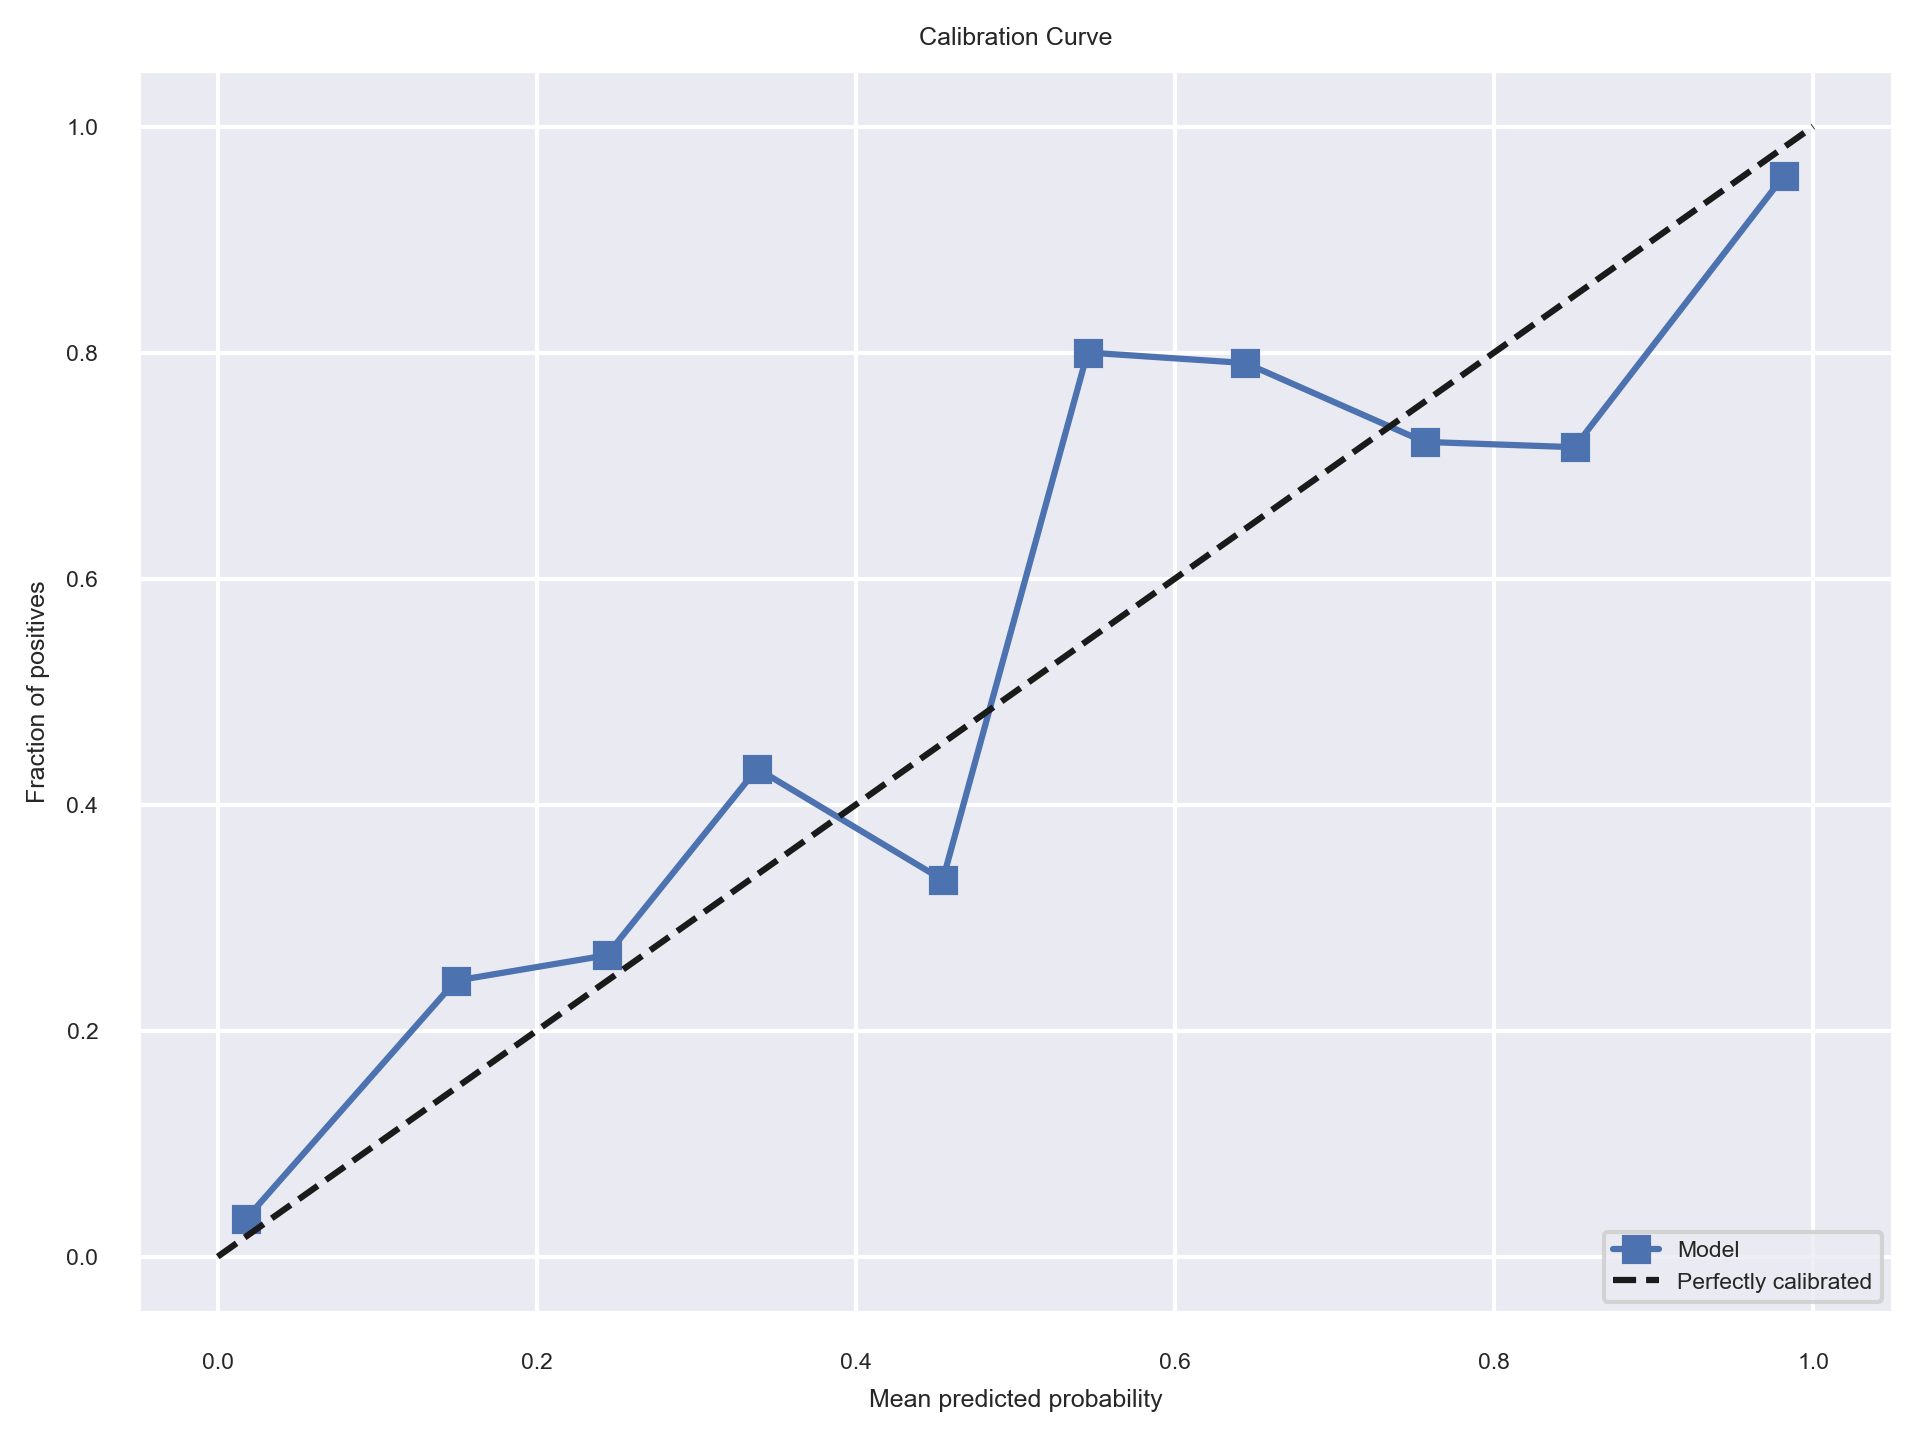 Calibration Curve
1.0
0.8
0.6
0.4
0.2
0.0
Fraction of positives
0.0 0.2 0.4 0.6 0.8 1.0
Mean predicted probability
Model
Perfectly calibrated